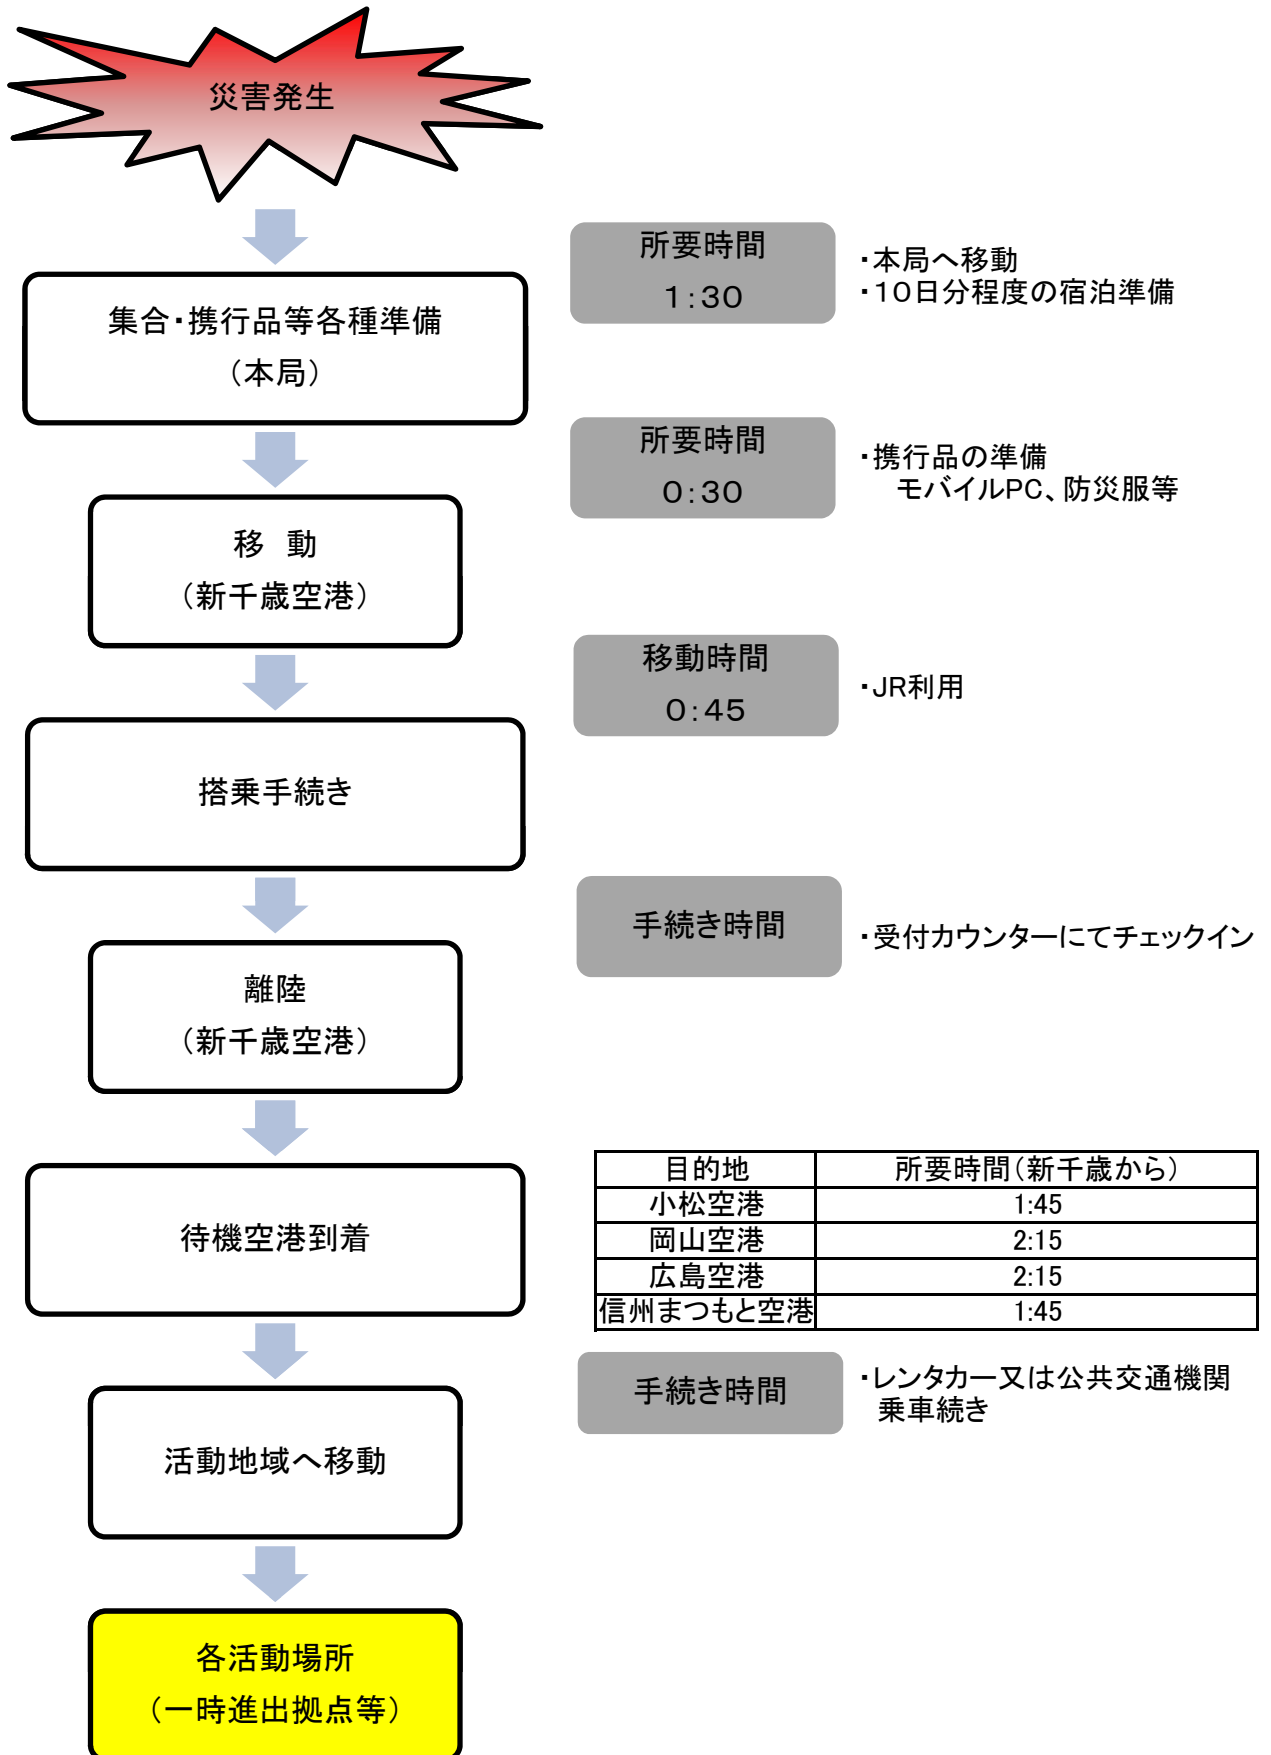 災害発生
所要時間
1:30
・本局へ移動
・10日分程度の宿泊準備
集合・携行品等各種準備
（本局）
所要時間
0:30
・携行品の準備
モバイルPC、防災服等
移　動
（新千歳空港）
移動時間
0:45
・JR利用
搭乗手続き
手続き時間
・受付カウンターにてチェックイン
離陸
（新千歳空港）
待機空港到着
目的地　所要時間（新千歳から）
小松空港　1:45
岡山空港　2:15
広島空港　2:15
信州まつもと空港　1:45
手続き時間
・レンタカー又は公共交通機関
乗車続き
活動地域へ移動
各活動場所
（一時進出拠点等）